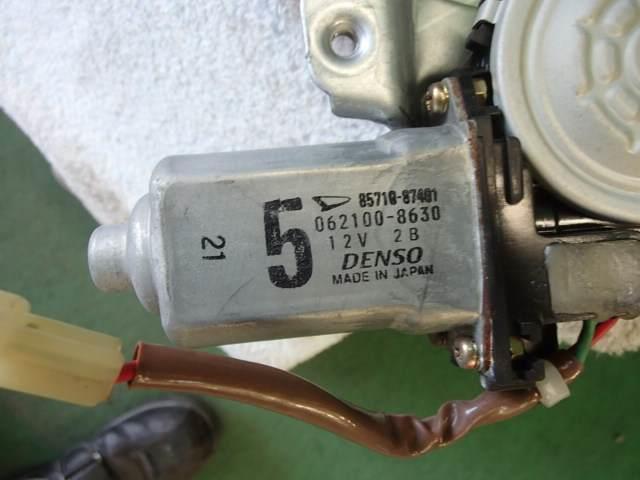 85710-87401
062100-8630
12V 2B
DENSO
MADE IN JAPAN
5
21